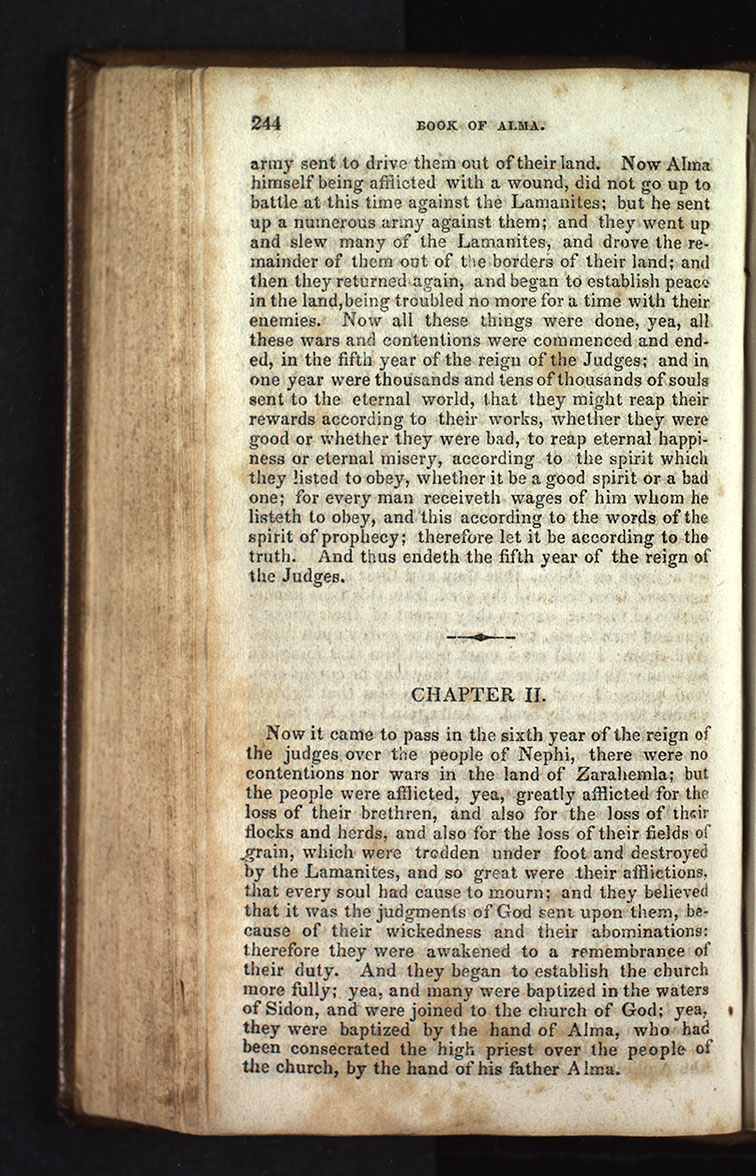 244 BOOK OF ALMA.
army sent to drive them out of their land. Now Alma
himself being afflicted with a wound, did not go up to
battle at this time against the Lamanites; but he sent
up a numerous army against them; and they went up
and slew many of the Lamanites, and drove the re-
mainder of them out of the borders of their land; and
then they returned again, and began to establish peace
in the land, being troubled no more for a time with their
enemies. Now all these things were done, yea, all
these wars and contentions were commenced and end-
ed, in the fifth year of the reign of the Judges; and in
one year were thousands and tens of thousands of souls
sent to the eternal world, that they might reap their
rewards according to their works, whether they were
good or whether they were bad, to reap eternal happi-
ness or eternal misery, according to the spirit which
they listed to obey, whether it be a good spirit or a bad
one; for every man receiveth wages of him whom he
listeth to obey, and this according to the words of the
spirit of prophecy; therefore let it be according to the
truth. And thus endeth the fifth year of the reign of
the Judges.
CHAPTER II.
Now it came to pass in the sixth year of the reign of
the judges over the people of Nephi, there were no
contentions nor wars in the land of Zarahemla; but
the people were afflicted, yea, greatly afflicted for the
loss of their brethren, and also for the loss of their
flocks and herds, and also for the loss of their fields of
grain, which were trodden under foot and destroyed
by the Lamanites, and so great were their afflictions,
that every soul had cause to mourn; and they believed
that it was the judgments of God sent upon them, be-
cause of their wickedness and their abominations:
therefore they were awakened to a remembrance of
their duty. And they began to establish the church
more fully; yea, and many were baptized in the waters
of Sidon, and were joined to the church of God; yea,
they were baptized by the hand of Alma, who had
been consecrated the high priest over the people of
the church, by the hand of his father Alma.